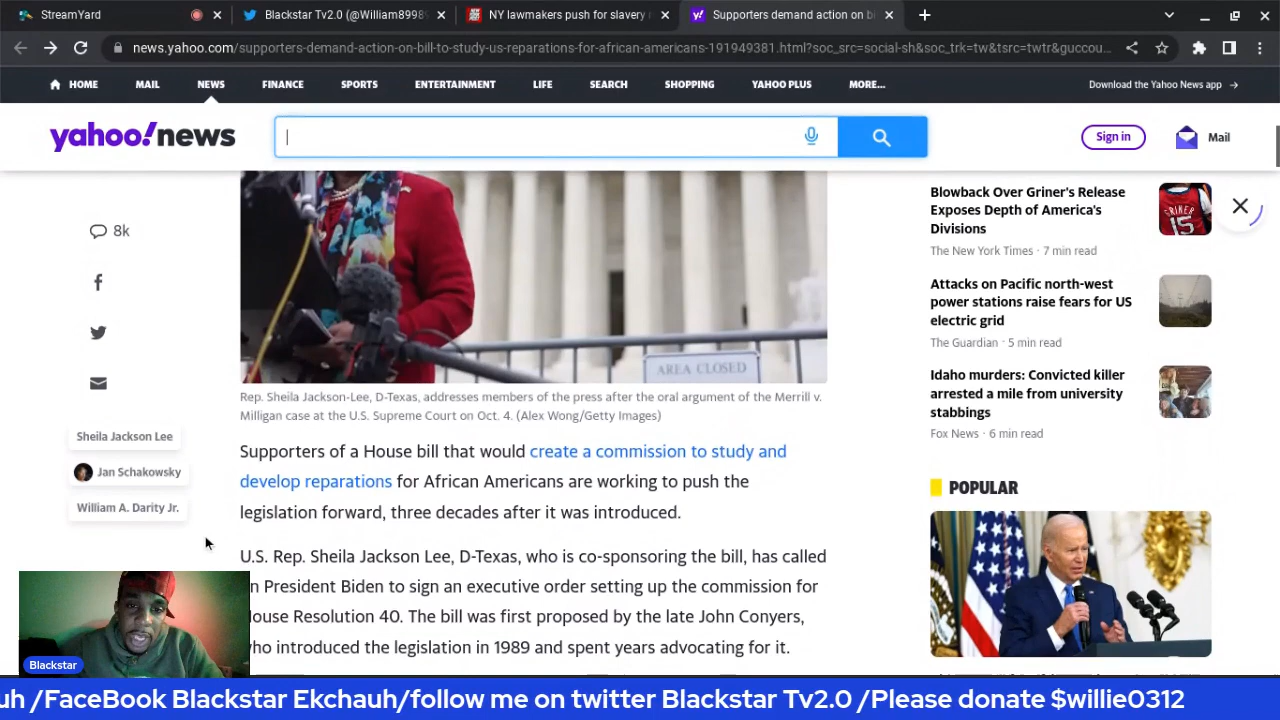 StreamYard
Blackstar Tv2.0 (@William8998
NY lawmakers push for slavery r
Supporters demand action on bi
news.yahoo.com/supporters-demand-action-on-bill-to-study-us-reparations-for-african-americans-191949381.html?soc_src=social-sh&soc_trk=tw&tsrc=twtr&guccou...
HOME MAIL NEWS FINANCE SPORTS ENTERTAINMENT LIFE SEARCH SHOPPING YAHOO PLUS MORE...
Download the Yahoo News app →
yahoo!news
Sign in
Mail
8k
Sheila Jackson Lee
Jan Schakowsky
William A. Darity Jr.
AREA CLOSED
Rep. Sheila Jackson-Lee, D-Texas, addresses members of the press after the oral argument of the Merrill v.
Milligan case at the U.S. Supreme Court on Oct. 4. (Alex Wong/Getty Images)
Supporters of a House bill that would create a commission to study and
develop reparations for African Americans are working to push the
legislation forward, three decades after it was introduced.
U.S. Rep. Sheila Jackson Lee, D-Texas, who is co-sponsoring the bill, has called
n President Biden to sign an executive order setting up the commission for
ouse Resolution 40. The bill was first proposed by the late John Conyers,
ho introduced the legislation in 1989 and spent years advocating for it.
Blowback Over Griner's Release
Exposes Depth of America's
Divisions
The New York Times · 7 min read
GRINER
15
Attacks on Pacific north-west
power stations raise fears for US
electric grid
The Guardian · 5 min read
Idaho murders: Convicted killer
arrested a mile from university
stabbings
Fox News · 6 min read
POPULAR
Blackstar
uh /FaceBook Blackstar Ekchauh/follow me on twitter Blackstar Tv2.0 /Please donate $willie0312